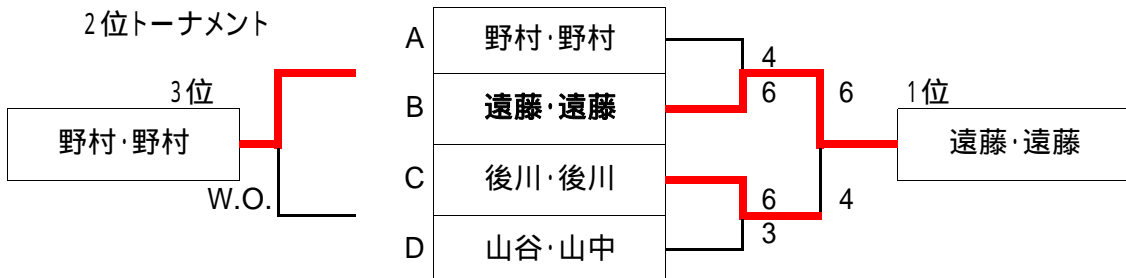 2位トーナメント
A 野村・野村
4
3位
B 遠藤・遠藤 6 6 1位
野村・野村
遠藤・遠藤
C 後川・後川
W.O. 6 4
3
D 山谷・山中